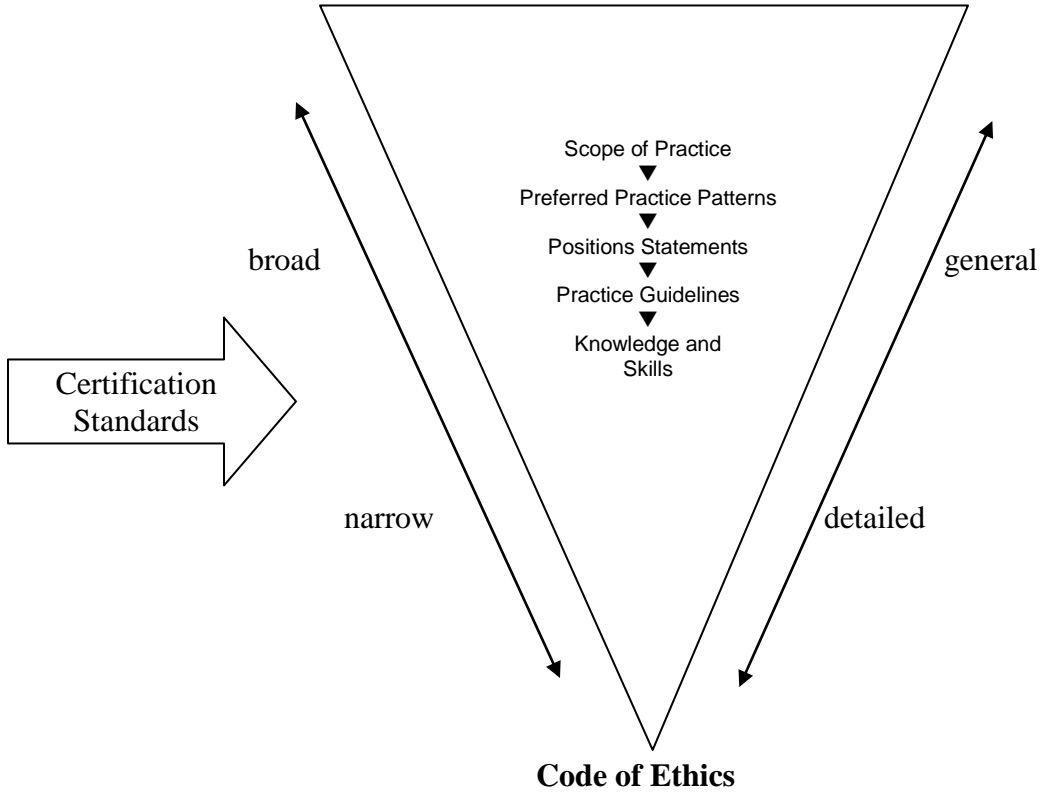 Scope of Practice
Preferred Practice Patterns
Positions Statements
broad
general
Practice Guidelines
Knowledge and
Skills
Certification
Standards
narrow
detailed
Code of Ethics